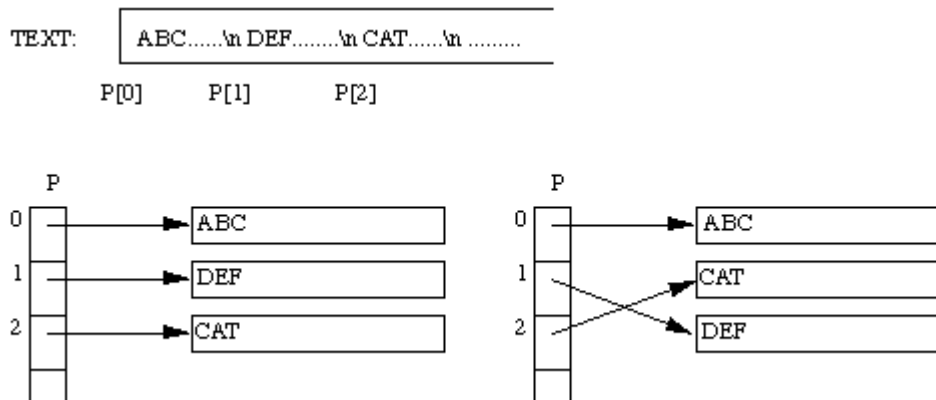 TEXT: ABC......\n DEF........\n CAT......\n .........
P[0] P[1] P[2]
P P
0 ABC 0 ABC
1 DEF 1 CAT
2 CAT 2 DEF